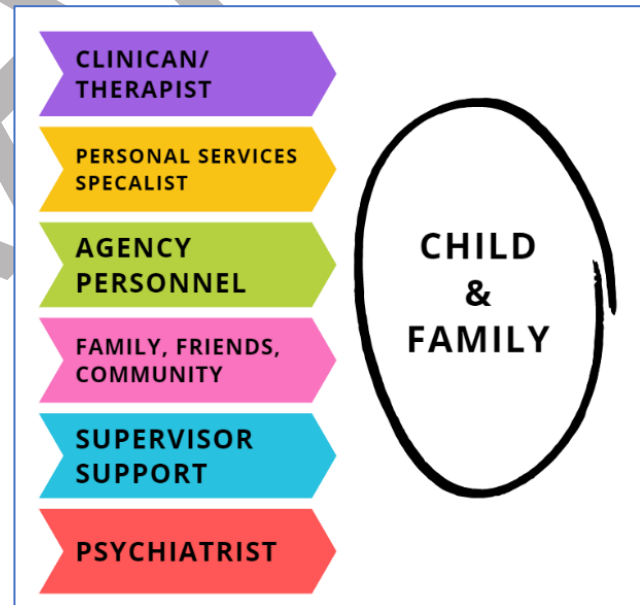 CLINICAN/
THERAPIST
PERSONAL SERVICES
SPECALIST
AGENCY
PERSONNEL
FAMILY, FRIENDS,
COMMUNITY
SUPERVISOR
SUPPORT
PSYCHIATRIST
CHILD
&
FAMILY